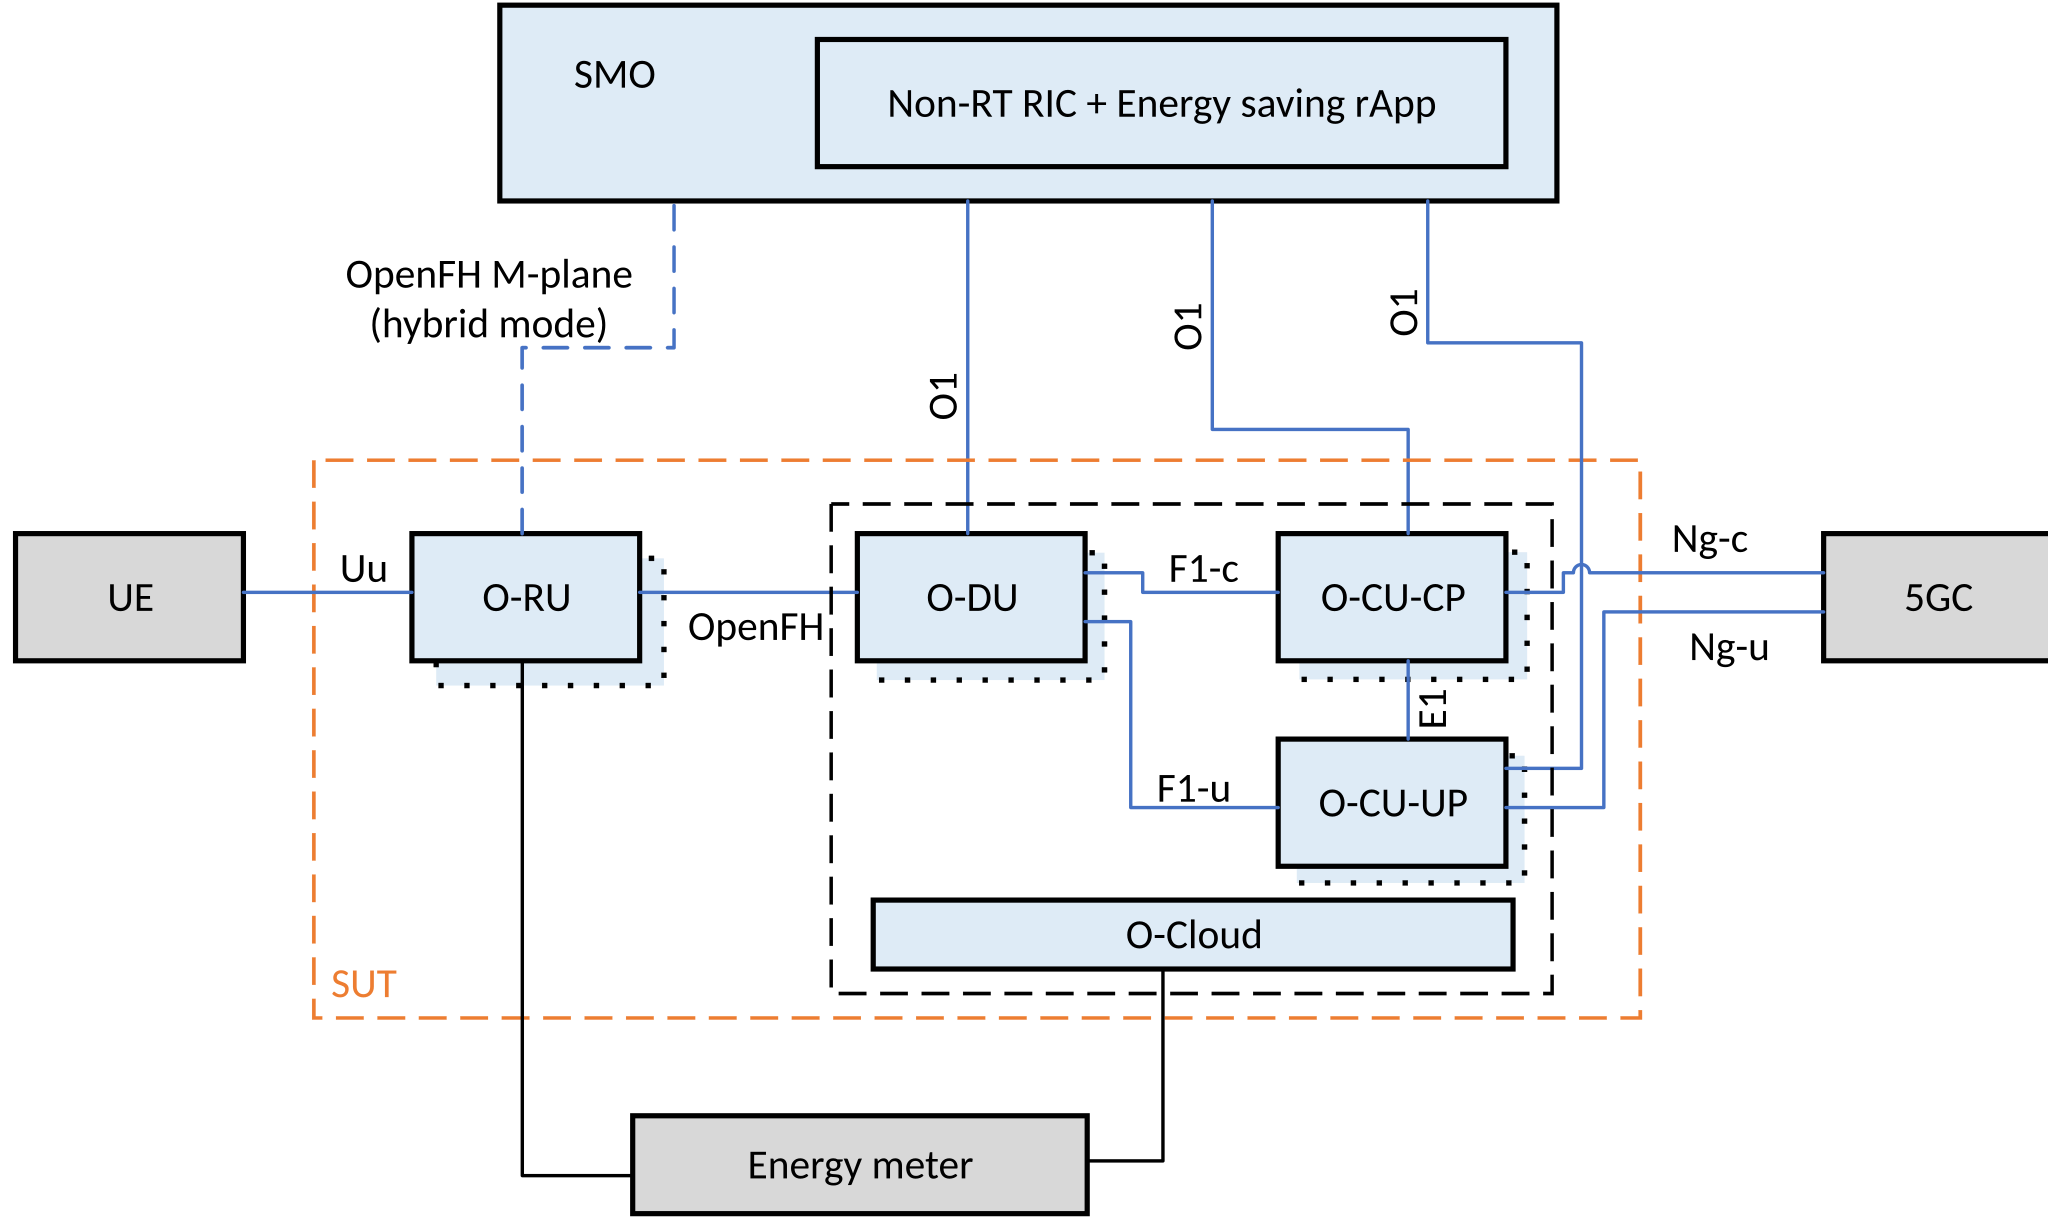 SMO
Non-RT RIC + Energy saving rApp
OpenFH M-plane
(hybrid mode)
O1
O1
O1
UE
Uu
O-RU
OpenFH
O-DU
F1-c
O-CU-CP
Ng-c
5GC
Ng-u
E1
F1-u
O-CU-UP
O-Cloud
SUT
Energy meter